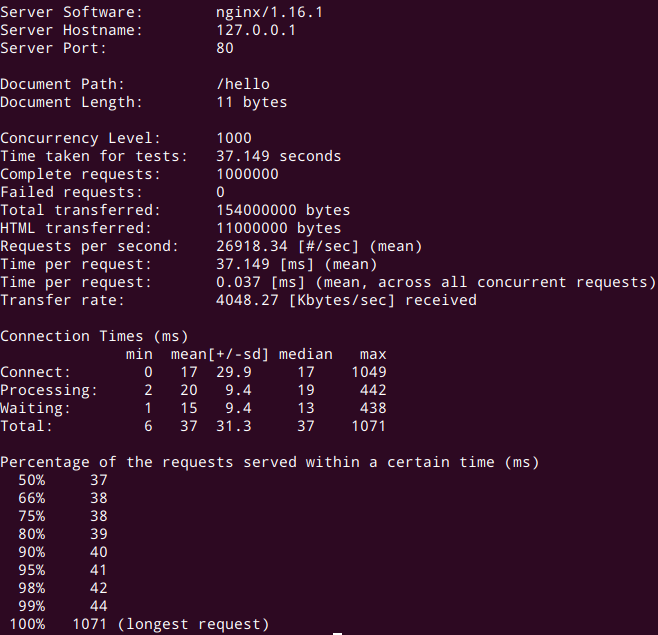 Server Software:        nginx/1.16.1
Server Hostname:        127.0.0.1
Server Port:            80

Document Path:          /hello
Document Length:        11 bytes

Concurrency Level:      1000
Time taken for tests:   37.149 seconds
Complete requests:      1000000
Failed requests:        0
Total transferred:      154000000 bytes
HTML transferred:       11000000 bytes
Requests per second:    26918.34 [#/sec] (mean)
Time per request:       37.149 [ms] (mean)
Time per request:       0.037 [ms] (mean, across all concurrent requests)
Transfer rate:          4048.27 [Kbytes/sec] received

Connection Times (ms)
              min  mean[+/-sd] median   max
Connect:        0   17  29.9     17    1049
Processing:     2   20   9.4     19     442
Waiting:        1   15   9.4     13     438
Total:          6   37  31.3     37    1071

Percentage of the requests served within a certain time (ms)
  50%     37
  66%     38
  75%     38
  80%     39
  90%     40
  95%     41
  98%     42
  99%     44
 100%   1071 (longest request)